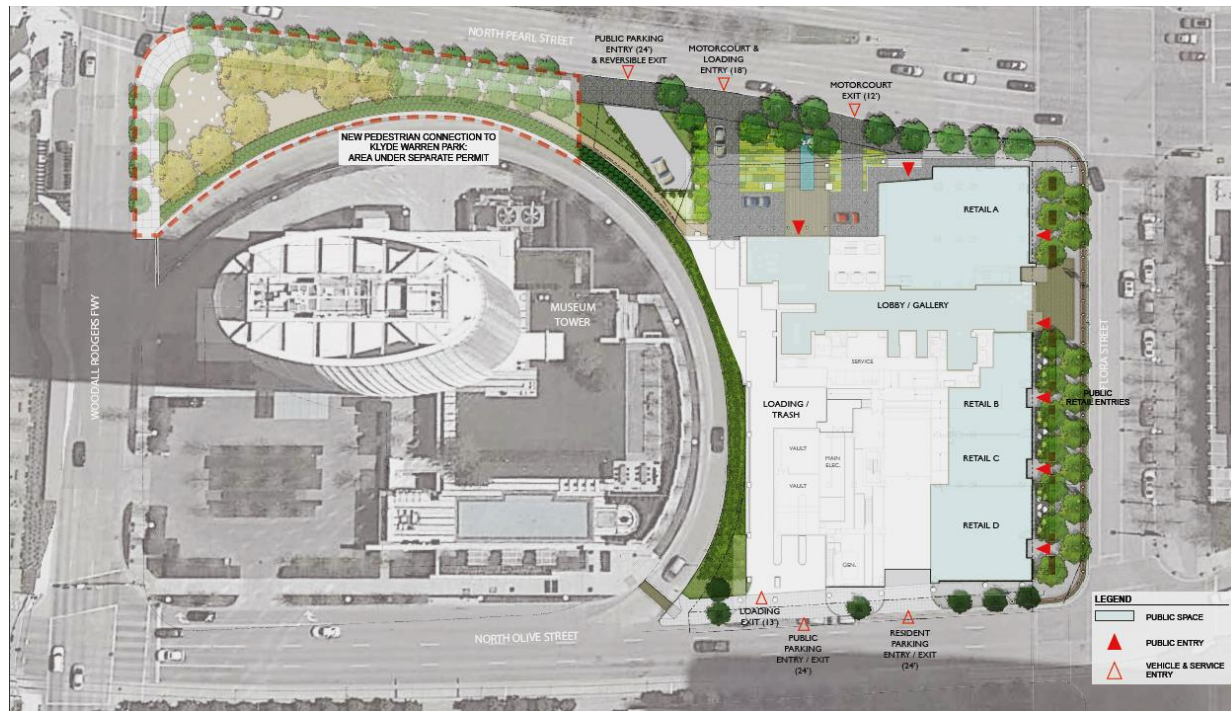 NORTH PEARL STREET
PUBLIC PARKING
ENTRY (24')
& REVERSIBLE EXIT
MOTORCOURT &
LOADING
ENTRY (18')
MOTORCOURT
EXIT (12')
NEW PEDESTRIAN CONNECTION TO
KLYDE WARREN PARK:
AREA UNDER SEPARATE PERMIT
RETAIL A
WOODALL RODGERS FWY
MUSEUM
TOWER
LOBBY / GALLERY
SERVICE
LOADING /
TRASH
RETAIL B
PUBLIC
RETAIL ENTRIES
FLORA STREET
VAULT
MAIN
ELEC.
RETAIL C
VAULT
RETAIL D
GEN.
NORTH OLIVE STREET
LOADING
EXIT (13')
PUBLIC
PARKING
ENTRY / EXIT
(24')
RESIDENT
PARKING
ENTRY / EXIT
(24')
LEGEND
PUBLIC SPACE
PUBLIC ENTRY
VEHICLE & SERVICE
ENTRY